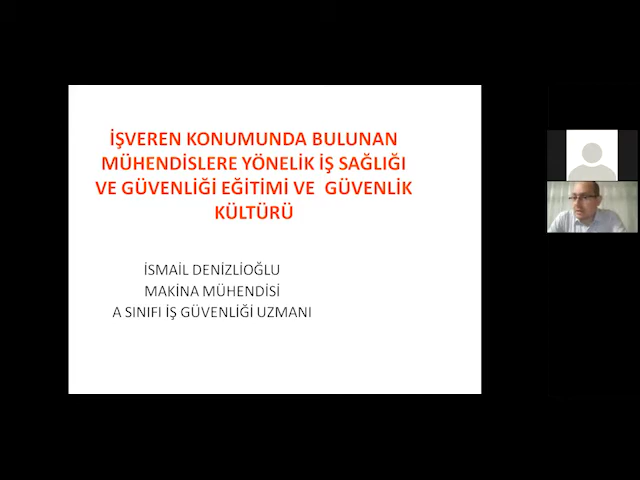 İŞVEREN KONUMUNDA BULUNAN
MÜHENDİSLERE YÖNELİK İŞ SAĞLIĞI
VE GÜVENLİĞİ EĞİTİMİ VE  GÜVENLİK
KÜLTÜRÜ
İSMAİL DENİZLİOĞLU
MAKİNA MÜHENDİSİ
A SINIFI İŞ GÜVENLİĞİ UZMANI